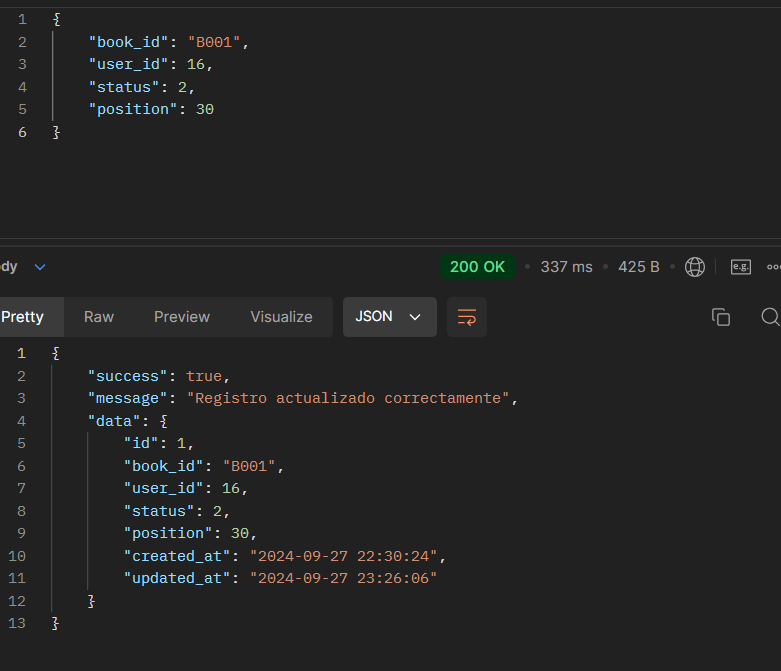 1 {
2 "book_id": "B001",
3 "user_id": 16,
4 "status": 2,
5 "position": 30
6 }
dy
200 OK • 337 ms • 425 B • e.g.
Pretty Raw Preview Visualize JSON
1 {
2 "success": true,
3 "message": "Registro actualizado correctamente",
4 "data": {
5 "id": 1,
6 "book_id": "B001",
7 "user_id": 16,
8 "status": 2,
9 "position": 30,
10 "created_at": "2024-09-27 22:30:24",
11 "updated_at": "2024-09-27 23:26:06"
12 }
13 }